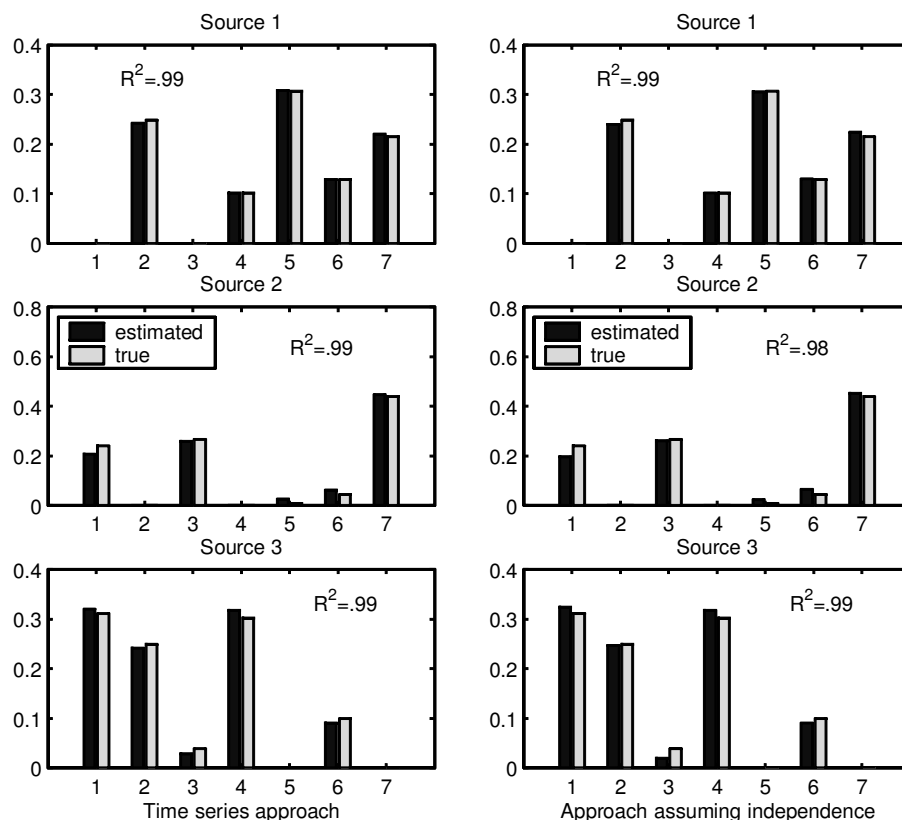 Source 1
0.4
0.3
0.2
0.1
0
R²=.99
1 2 3 4 5 6 7
Source 1
0.4
0.3
0.2
0.1
0
R²=.99
1 2 3 4 5 6 7
Source 2
0.8
0.6
0.4
0.2
0
estimated
true
R²=.99
1 2 3 4 5 6 7
Source 2
0.8
0.6
0.4
0.2
0
estimated
true
R²=.98
1 2 3 4 5 6 7
Source 3
0.4
0.3
0.2
0.1
0
R²=.99
1 2 3 4 5 6 7
Time series approach
Source 3
0.4
0.3
0.2
0.1
0
R²=.99
1 2 3 4 5 6 7
Approach assuming independence